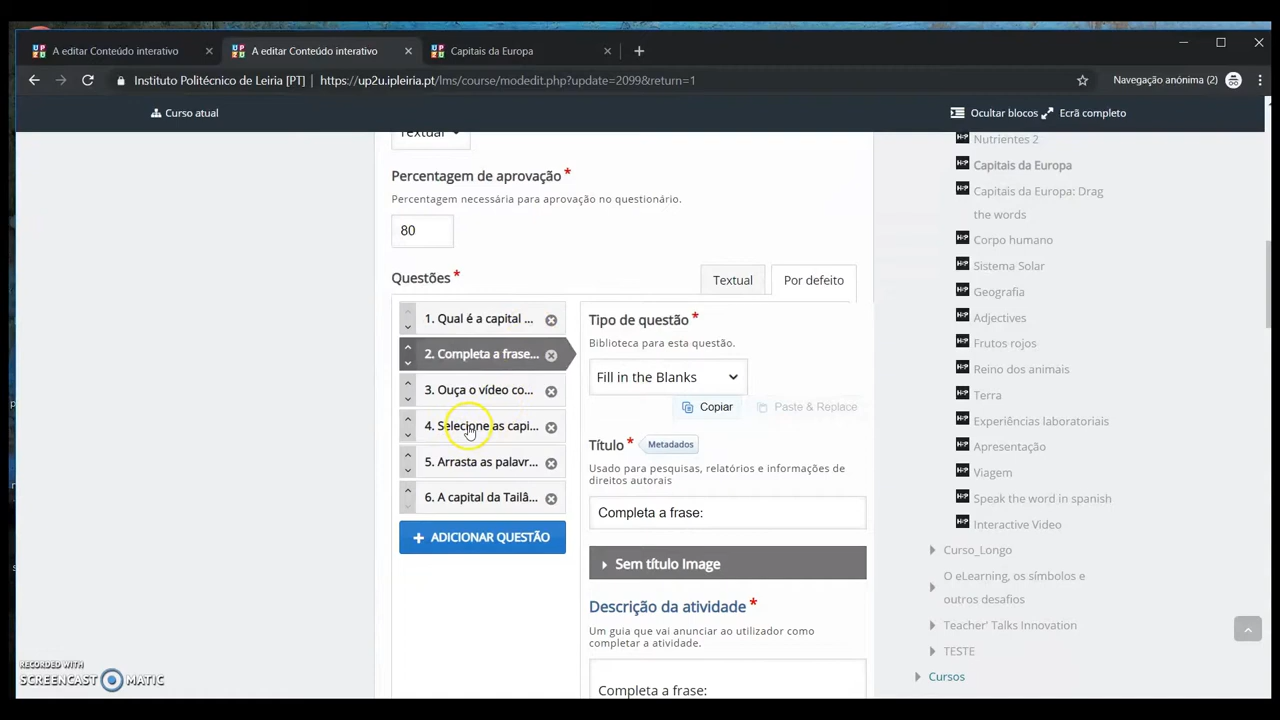 A editar Conteúdo interativo
A editar Conteúdo interativo
Capitais da Europa
Instituto Politécnico de Leiria [PT] | https://up2u.ipleiria.pt/lms/course/modedit.php?update=2099&return=1
Navegação anónima (2)
Curso atual
Ocultar blocos
Ecrã completo
Textual
Percentagem de aprovação *
Percentagem necessária para aprovação no questionário.
80
Questões *
Textual
Por defeito
1. Qual é a capital ...
2. Completa a frase...
3. Ouça o vídeo co...
4. Selecione as capi...
5. Arrasta as palavr...
6. A capital da Tailâ...
+ ADICIONAR QUESTÃO
Tipo de questão *
Biblioteca para esta questão.
Fill in the Blanks
Copiar
Paste & Replace
Título *
Metadados
Usado para pesquisas, relatórios e informações de
direitos autorais
Completa a frase:
Sem título Image
Descrição da atividade *
Um guia que vai anunciar ao utilizador como
completar a atividade.
Completa a frase:
Nutrientes 2
Capitais da Europa
Capitais da Europa: Drag
the words
Corpo humano
Sistema Solar
Geografia
Adjectives
Frutos rojos
Reino dos animais
Terra
Experiências laboratoriais
Apresentação
Viagem
Speak the word in spanish
Interactive Video
Curso_Longo
O eLearning, os símbolos e
outros desafios
Teacher' Talks Innovation
TESTE
Cursos
RECORDED WITH
SCREENCAST MATIC